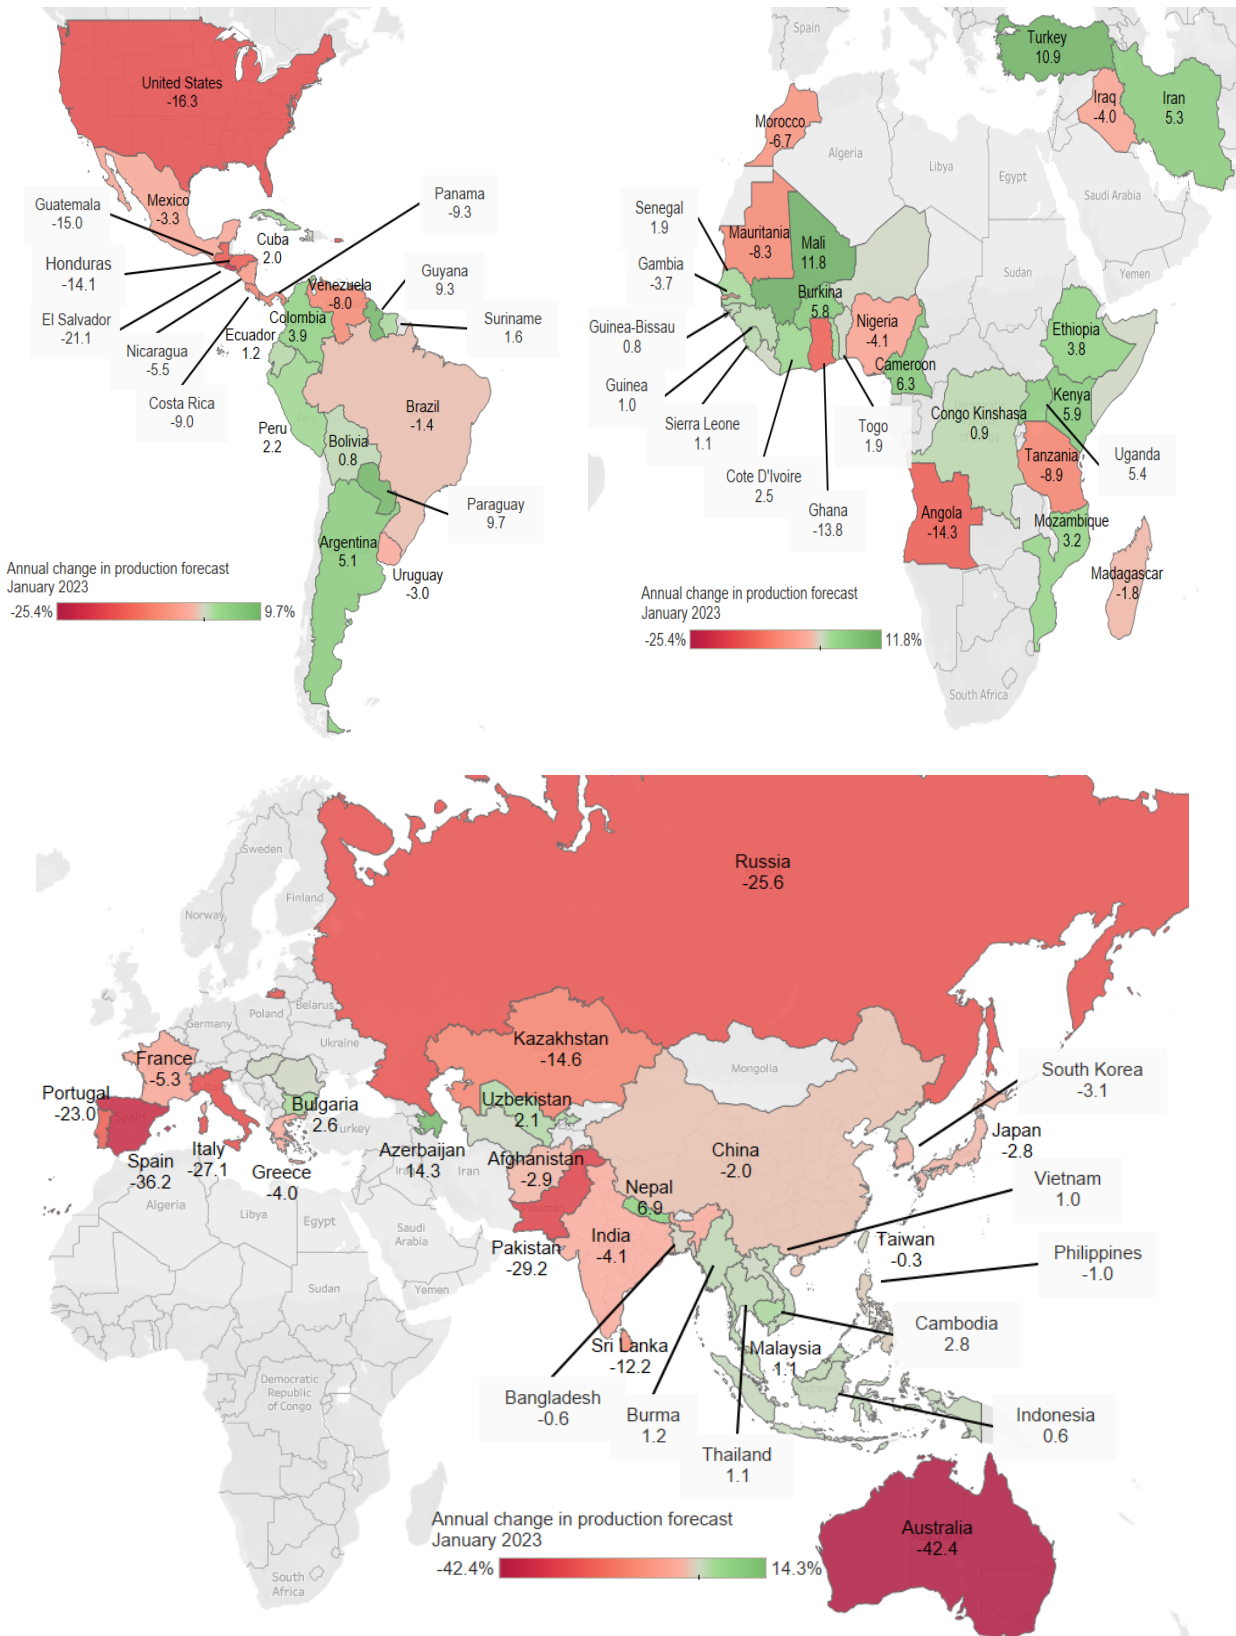 United States
-16.3
Mexico
-3.3
Guatemala
-15.0
Honduras
-14.1
El Salvador
-21.1
Nicaragua
-5.5
Costa Rica
-9.0
Panama
-9.3
Cuba
2.0
Venezuela
-8.0
Guyana
9.3
Suriname
1.6
Colombia
3.9
Ecuador
1.2
Peru
2.2
Brazil
-1.4
Bolivia
0.8
Paraguay
9.7
Argentina
5.1
Uruguay
-3.0
Annual change in production forecast
January 2023
-25.4%
9.7%
Spain
Turkey
10.9
Iraq
-4.0
Iran
5.3
Morocco
-6.7
Algeria
Libya
Egypt
Saudi Arabia
Senegal
1.9
Mauritania
-8.3
Mali
11.8
Sudan
Yemen
Gambia
-3.7
Burkina
5.8
Guinea-Bissau
0.8
Nigeria
-4.1
Ethiopia
3.8
Guinea
1.0
Cameroon
6.3
Kenya
5.9
Sierra Leone
1.1
Togo
1.9
Congo Kinshasa
0.9
Cote D'Ivoire
2.5
Ghana
-13.8
Tanzania
-8.9
Uganda
5.4
Angola
-14.3
Mozambique
3.2
Madagascar
-1.8
Annual change in production forecast
January 2023
-25.4%
11.8%
South Africa
Russia
-25.6
Sweden
Finland
Norway
Belarus
Poland
Germany
Ukraine
Kazakhstan
-14.6
Mongolia
France
-5.3
Portugal
-23.0
Spain
Spain
-36.2
Italy
-27.1
Bulgaria
2.6
Turkey
Greece
-4.0
Azerbaijan
14.3
Uzbekistan
2.1
Iran
Afghanistan
-2.9
China
-2.0
South Korea
-3.1
Japan
-2.8
Vietnam
1.0
Nepal
6.9
Algeria
Libya
Egypt
Saudi
Arabia
Pakistan
Pakistan
-29.2
India
-4.1
Taiwan
-0.3
Philippines
-1.0
Sudan
Yemen
Sri Lanka
-12.2
Malaysia
1.1
Cambodia
2.8
Democratic
Republic
of Congo
Bangladesh
-0.6
Burma
1.2
Thailand
1.1
Indonesia
0.6
Annual change in production forecast
January 2023
-42.4%
14.3%
Australia
-42.4
South
Africa